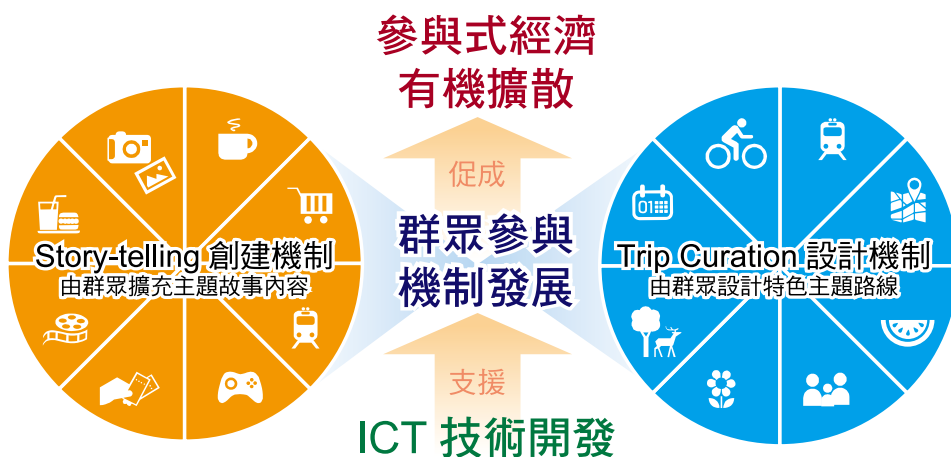 參與式經濟
有機擴散
促成
Story-telling 創建機制
由群眾擴充主題故事內容
群眾參與
機制發展
01
Trip Curation 設計機制
由群眾設計特色主題路線
支援
ICT 技術開發